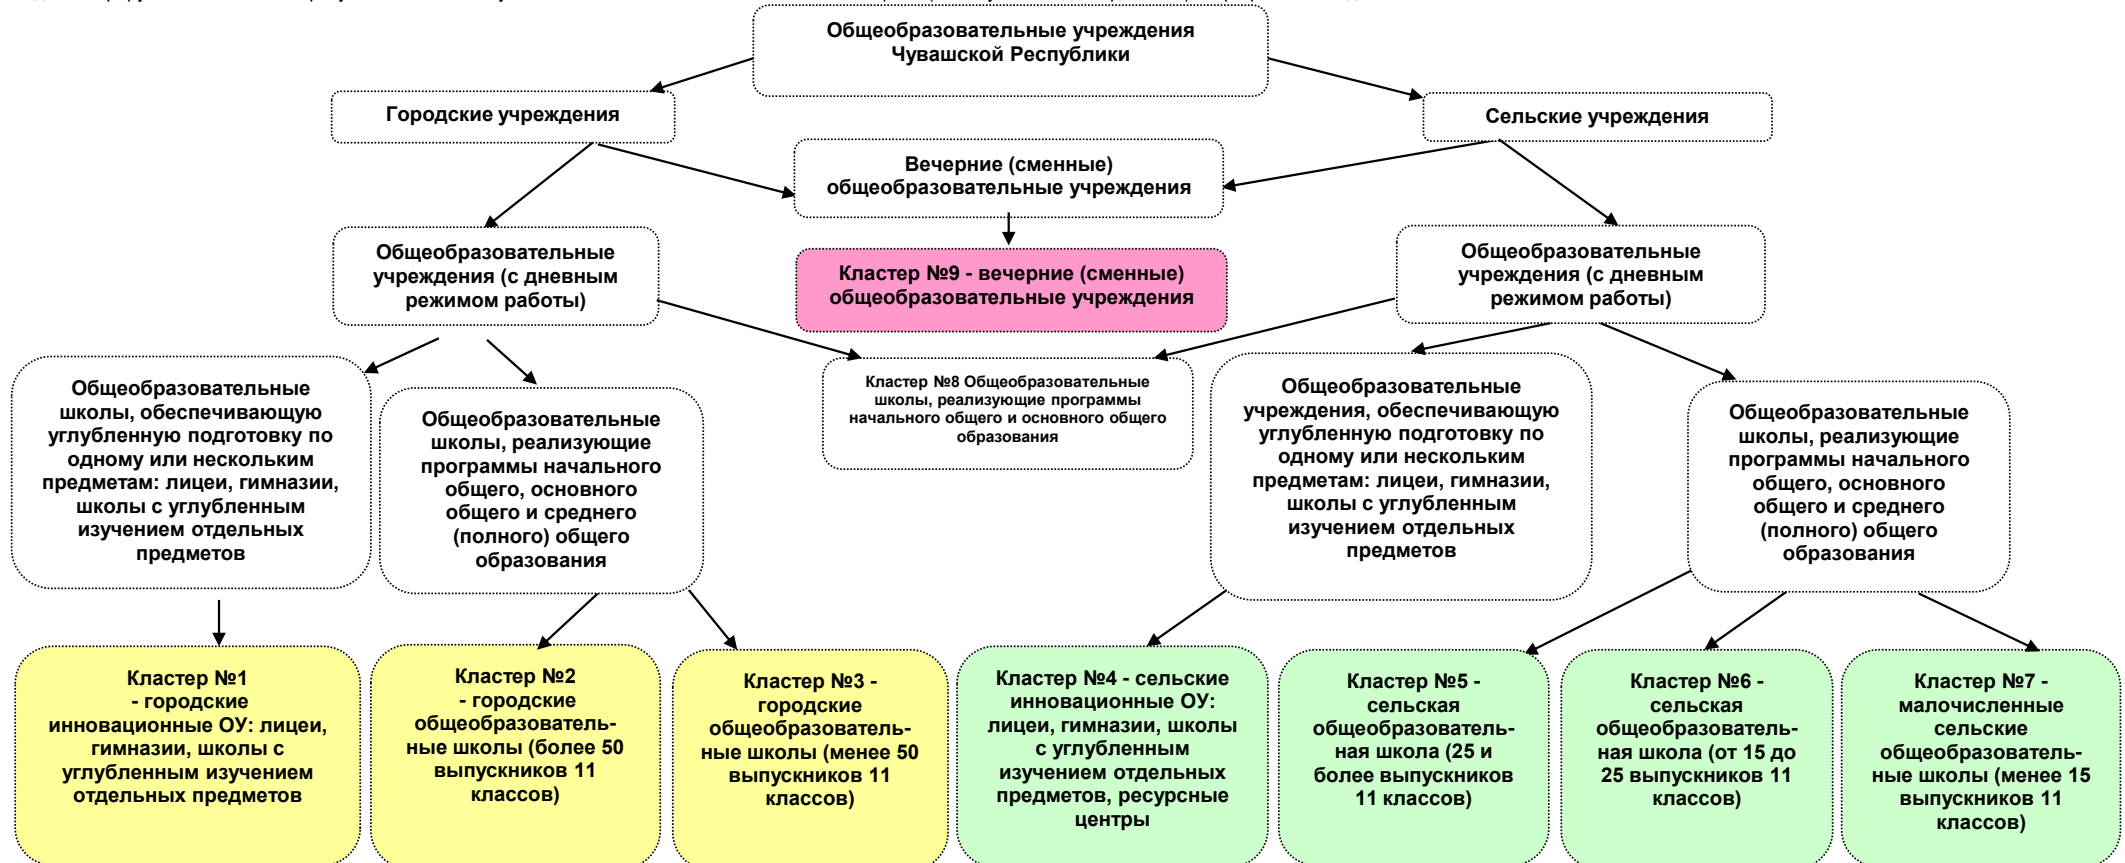 Общеобразовательные учреждения
Чувашской Республики
Городские учреждения
Сельские учреждения
Вечерние (сменные)
общеобразовательные учреждения
Общеобразовательные
учреждения (с дневным
режимом работы)
Кластер №9 - вечерние (сменные)
общеобразовательные учреждения
Общеобразовательные
учреждения (с дневным
режимом работы)
Общеобразовательные
школы, обеспечивающую
углубленную подготовку по
одному или нескольким
предметам: лицеи, гимназии,
школы с углубленным
изучением отдельных
предметов
Общеобразовательные
школы, реализующие
программы начального
общего, основного
общего и среднего
(полного) общего
образования
Кластер №8 Общеобразовательные
школы, реализующие программы
начального общего и основного общего
образования
Общеобразовательные
учреждения, обеспечивающую
углубленную подготовку по
одному или нескольким
предметам: лицеи, гимназии,
школы с углубленным
изучением отдельных
предметов
Общеобразовательные
школы, реализующие
программы начального
общего, основного
общего и среднего
(полного) общего
образования
Кластер №1
- городские
инновационные ОУ: лицеи,
гимназии, школы с
углубленным изучением
отдельных предметов
Кластер №2
- городские
общеобразователь-
ные школы (более 50
выпускников 11
классов)
Кластер №3 -
городские
общеобразователь-
ные школы (менее 50
выпускников 11
классов)
Кластер №4 - сельские
инновационные ОУ:
лицеи, гимназии, школы
с углубленным
изучением отдельных
предметов, ресурсные
центры
Кластер №5 -
сельская
общеобразователь-
ная школа (25 и
более выпускников
11 классов)
Кластер №6 -
сельская
общеобразователь-
ная школа (от 15 до
25 выпускников 11
классов)
Кластер №7 -
малочисленные
сельские
общеобразователь-
ные школы (менее 15
выпускников 11
классов)